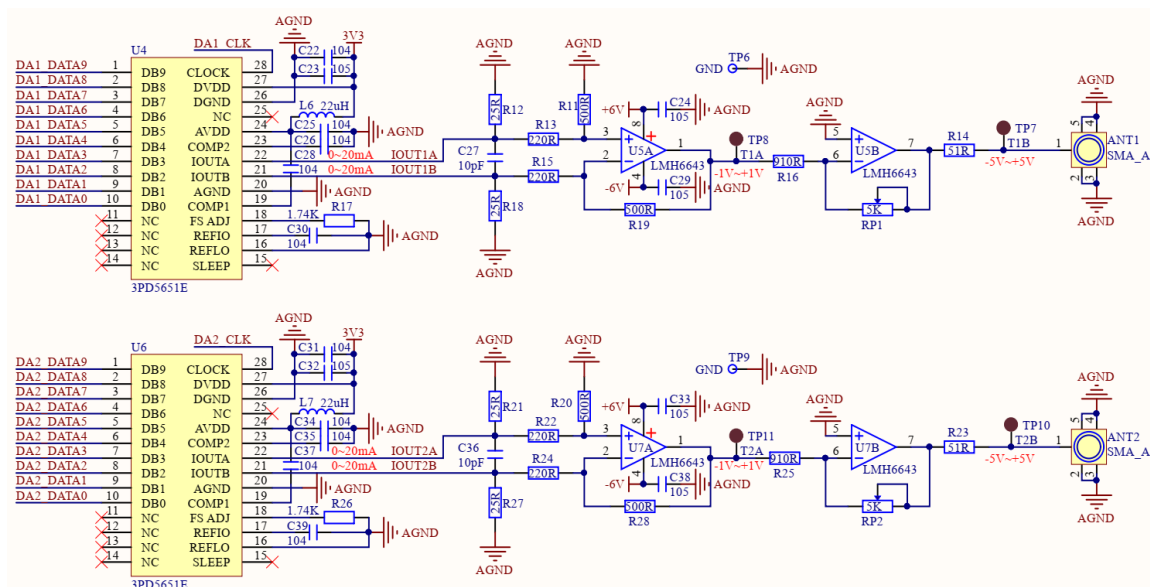 U4
3PD5651E
DA1_CLK
AGND
3V3
DA1_DATA9 1 DB9 CLOCK 28 C22 104
DA1_DATA8 2 DB8 DVDD 27 C23 105
DA1_DATA7 3 DB7 DGND 26
DA1_DATA6 4 DB6 NC 25 L6 22uH
DA1_DATA5 5 DB5 AVDD 24 C25 104
DA1_DATA4 6 DB4 COMP2 23 C26 104 AGND
DA1_DATA3 7 DB3 IOUTA 22 C28 0~20mA IOUT1A
DA1_DATA2 8 DB2 IOUTB 21 104 0~20mA IOUT1B
DA1_DATA1 9 DB1 AGND 20 AGND
DA1_DATA0 10 DB0 COMP1 19
11 NC FS ADJ 18 1.74K R17
12 NC REFIO 17 C30 AGND
13 NC REFLO 16 104
14 NC SLEEP 15
AGND
25R R12
C27
10pF
25R R18
AGND
AGND
R11 500R
R13
220R
R15
220R
+6V C24 105 AGND
8
3
2
1
4
U5A
LMH6643
-6V C29 105 AGND
500R
R19
TP6
GND AGND
TP8
T1A
-1V~+1V
910R
R16
AGND
5
6
7
U5B
LMH6643
5K
RP1
R14
51R
TP7
T1B
-5V~+5V
1
AGND
5 4
2 3
ANT1
SMA_A
AGND
U6
3PD5651E
DA2_CLK
AGND
3V3
DA2_DATA9 1 DB9 CLOCK 28 C31 104
DA2_DATA8 2 DB8 DVDD 27 C32 105
DA2_DATA7 3 DB7 DGND 26
DA2_DATA6 4 DB6 NC 25 L7 22uH
DA2_DATA5 5 DB5 AVDD 24 C34 104
DA2_DATA4 6 DB4 COMP2 23 C35 104 AGND
DA2_DATA3 7 DB3 IOUTA 22 C37 0~20mA IOUT2A
DA2_DATA2 8 DB2 IOUTB 21 104 0~20mA IOUT2B
DA2_DATA1 9 DB1 AGND 20 AGND
DA2_DATA0 10 DB0 COMP1 19
11 NC FS ADJ 18 1.74K R26
12 NC REFIO 17 C39 AGND
13 NC REFLO 16 104
14 NC SLEEP 15
AGND
25R R21
C36
10pF
25R R27
AGND
AGND
R20 500R
R22
220R
R24
220R
+6V C33 105 AGND
8
3
2
1
4
U7A
LMH6643
-6V C38 105 AGND
500R
R28
TP9
GND AGND
TP11
T2A
-1V~+1V
910R
R25
AGND
5
6
7
U7B
LMH6643
5K
RP2
R23
51R
TP10
T2B
-5V~+5V
1
AGND
5 4
2 3
ANT2
SMA_A
AGND